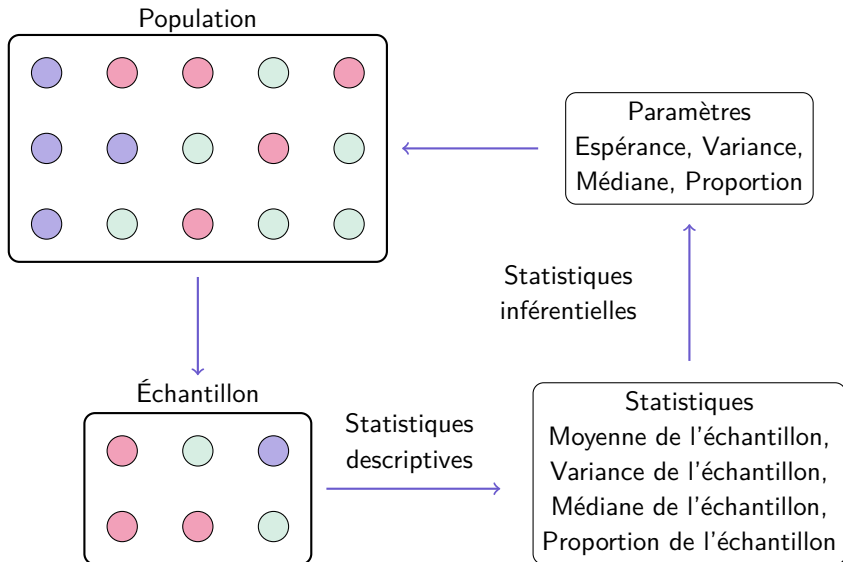 Population
Paramètres
Espérance, Variance,
Médiane, Proportion
Statistiques
inférentielles
Échantillon
Statistiques
descriptives
Statistiques
Moyenne de l'échantillon,
Variance de l'échantillon,
Médiane de l'échantillon,
Proportion de l'échantillon